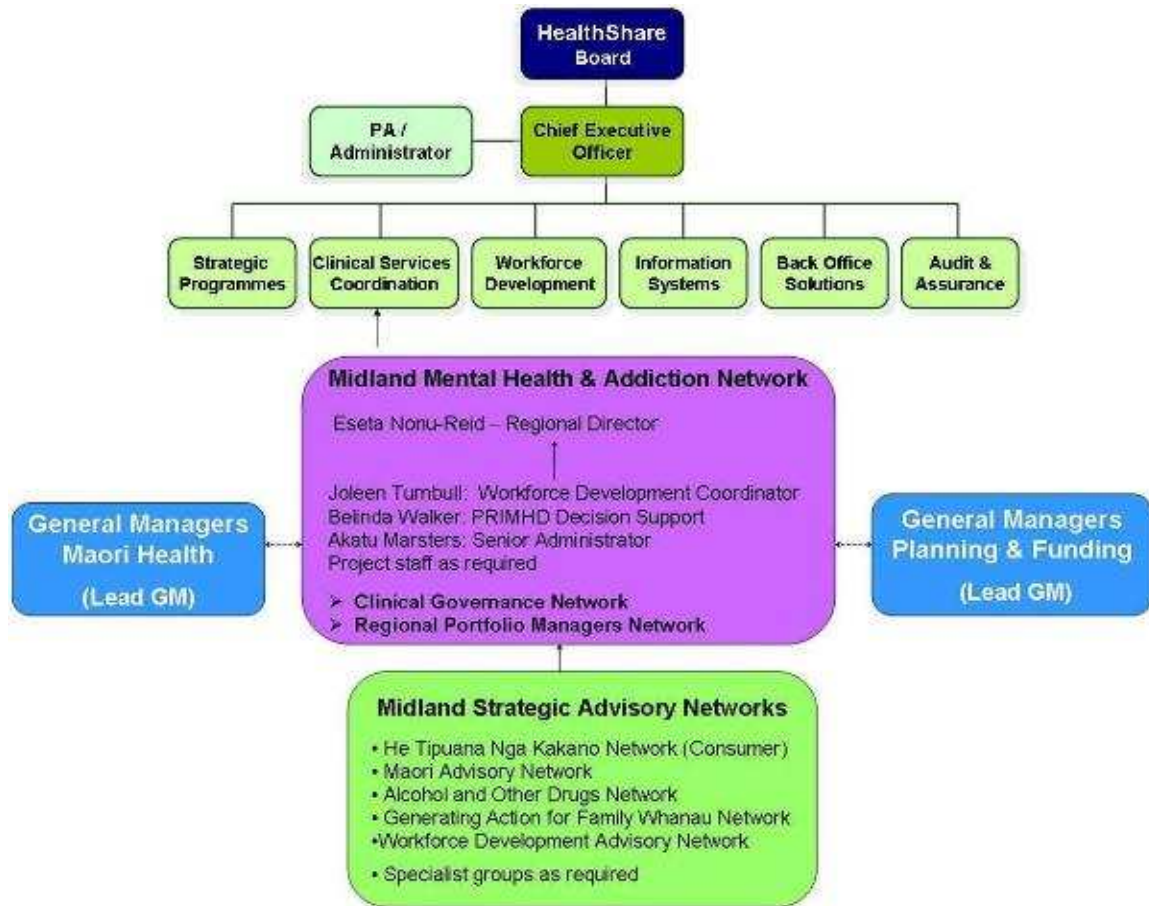 HealthShare
Board
PA /
Administrator
Chief Executive
Officer
Strategic
Programmes
Clinical Services
Coordination
Workforce
Development
Information
Systems
Back Office
Solutions
Audit &
Assurance
Midland Mental Health & Addiction Network
Eseta Nonu-Reid – Regional Director
Joleen Turnbull: Workforce Development Coordinator
Belinda Walker: PRIMHD Decision Support
Akatu Marsters: Senior Administrator
Project staff as required
➢ Clinical Governance Network
➢ Regional Portfolio Managers Network
General Managers
Maori Health
(Lead GM)
General Managers
Planning & Funding
(Lead GM)
Midland Strategic Advisory Networks
• He Tipuana Nga Kakano Network (Consumer)
• Maori Advisory Network
• Alcohol and Other Drugs Network
• Generating Action for Family Whanau Network
•Workforce Development Advisory Network
• Specialist groups as required